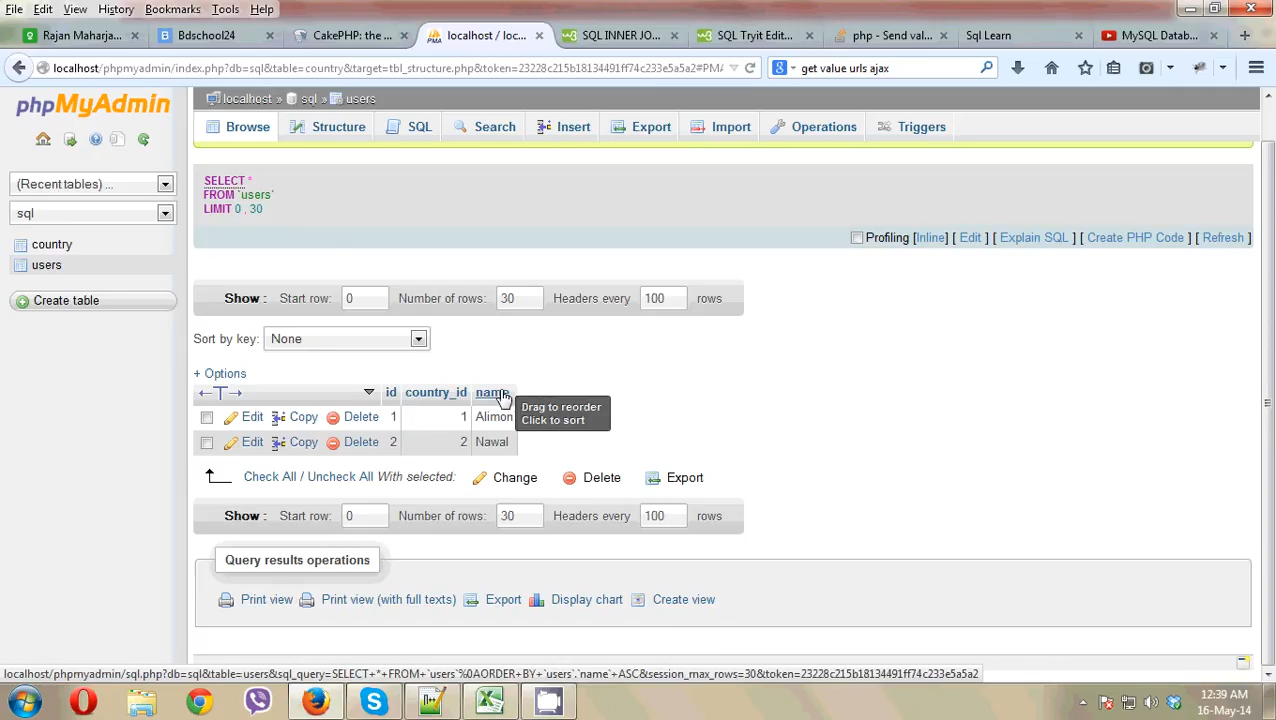 File Edit View History Bookmarks Tools Help
Rajan Maharja... Bdschool24 CakePHP: the ... localhost / loc... SQL INNER JO... SQL Tryit Edit... php - Send val... Sql Learn MySQL Datab...
localhost/phpmyadmin/index.php?db=sql&table=country&target=tbl_structure.php&token=23228c215b18134491ff74c233e5a5a2#PMA get value urls ajax
phpMyAdmin
localhost » sql » users
Browse Structure SQL Search Insert Export Import Operations Triggers
(Recent tables) ...
sql
country
users
Create table
SELECT *
FROM `users`
LIMIT 0 , 30
Profiling [Inline] [ Edit ] [ Explain SQL ] [ Create PHP Code ] [ Refresh ]
Show : Start row: 0 Number of rows: 30 Headers every 100 rows
Sort by key: None
+ Options
←T→ id country_id name
Edit Copy Delete 1 1 Alimon
Edit Copy Delete 2 2 Nawal
Drag to reorder
Click to sort
Check All / Uncheck All With selected: Change Delete Export
Show : Start row: 0 Number of rows: 30 Headers every 100 rows
Query results operations
Print view Print view (with full texts) Export Display chart Create view
localhost/phpmyadmin/sql.php?db=sql&table=users&sql_query=SELECT+*+FROM+`users`%0AORDER+BY+`users`.`name`+ASC&session_max_rows=30&token=23228c215b18134491ff74c233e5a5a2
12:39 AM
16-May-14